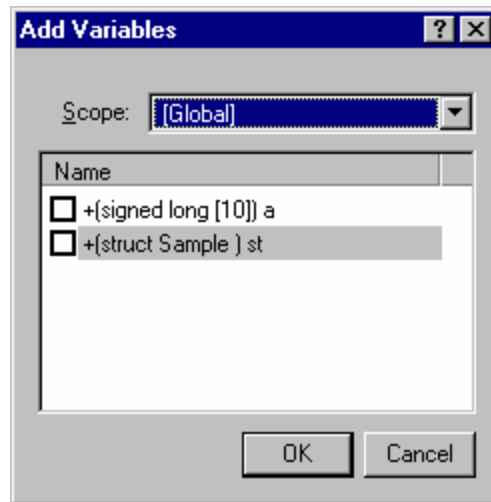 Add Variables
Scope: [Global]
Name
+(signed long [10]) a
+(struct Sample ) st
OK Cancel